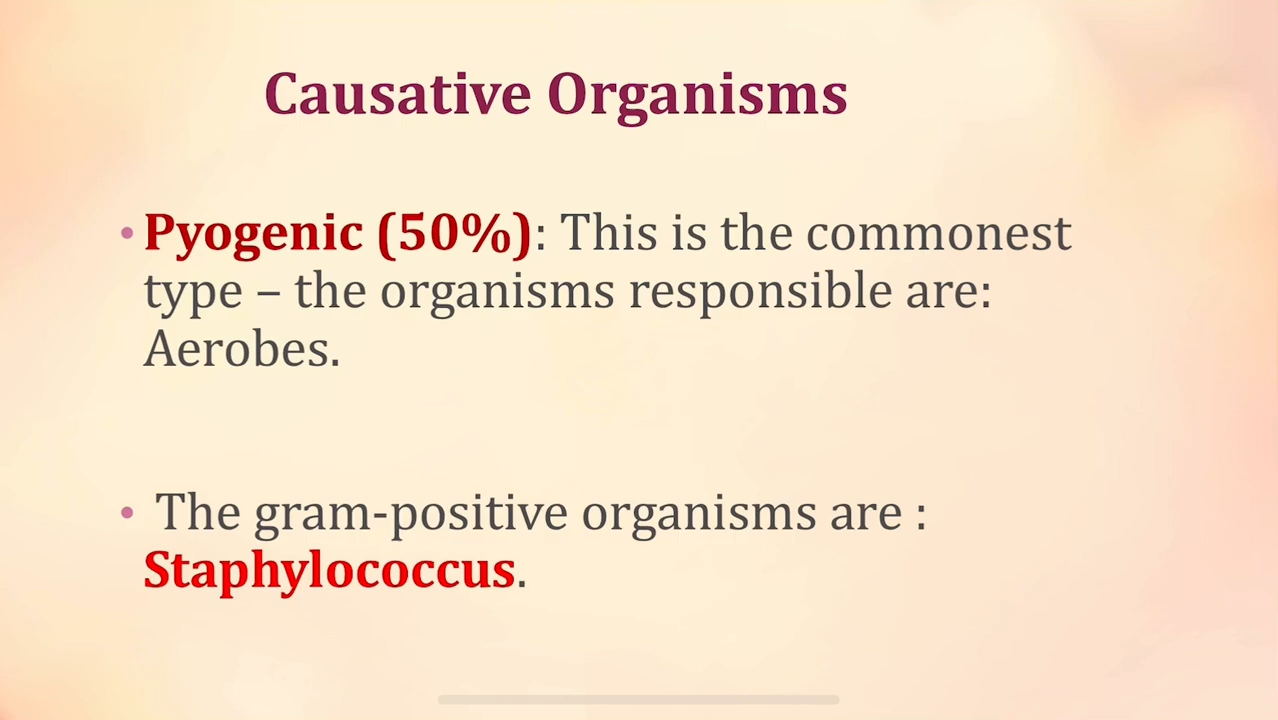 Causative Organisms
• Pyogenic (50%): This is the commonest
type – the organisms responsible are:
Aerobes.
• The gram-positive organisms are :
Staphylococcus.